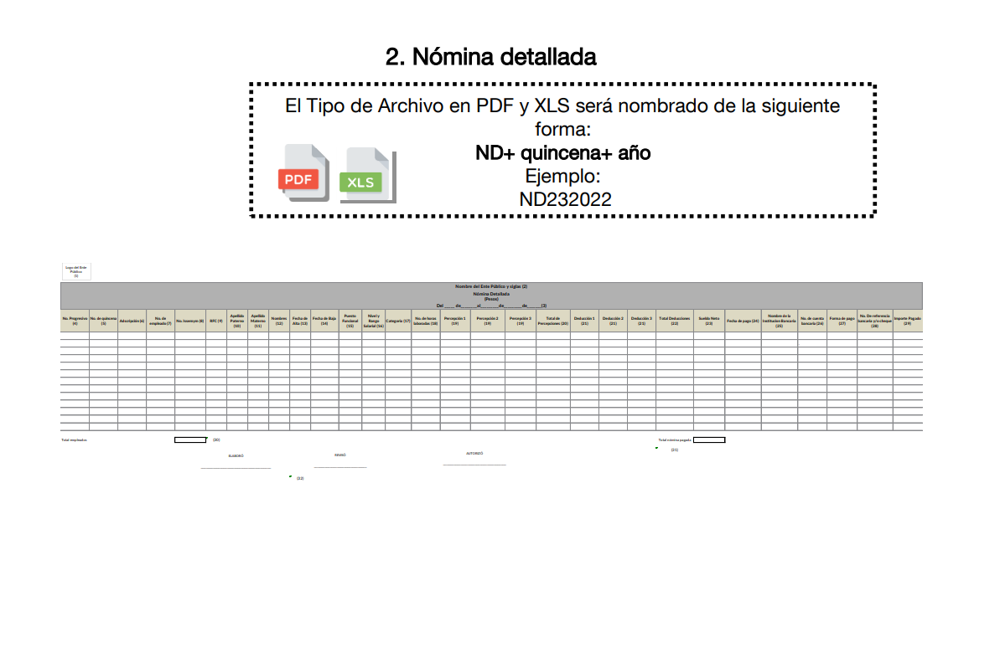 2. Nómina detallada
El Tipo de Archivo en PDF y XLS será nombrado de la siguiente
forma:
ND+ quincena+ año
Ejemplo:
ND232022
PDF
XLS
Logo del Ente
Público
(1)
Nombre del Ente Público y siglas (2)
Nómina Detallada
(Pesos)
Del _____ de_______al________de________de______(3)
No. Progresivo (4)
No. de quincena (5)
Adscripción (6)
No. de empleado (7)
No. Issemym (8)
RFC (9)
Apellido Paterno (10)
Apellido Materno (11)
Nombres (12)
Fecha de Alta (13)
Fecha de Baja (14)
Puesto Funcional (15)
Nivel y Rango Salarial (16)
Categoría (17)
No. de horas laboradas (18)
Percepción 1 (19)
Percepción 2 (19)
Percepción 3 (19)
Total de Percepciones (20)
Deducción 1 (21)
Deducción 2 (21)
Deducción 3 (21)
Total Deducciones (22)
Sueldo Neto (23)
Fecha de pago (24)
Nombre de la Institucion Bancaria (25)
No. de cuenta bancaria (26)
Forma de pago (27)
No. De referencia bancaria y/o cheque (28)
Importe Pagado (29)
Total empleados
(30)
Total nómina pagada
(31)
ELABORÓ
REVISÓ
AUTORIZÓ
(32)